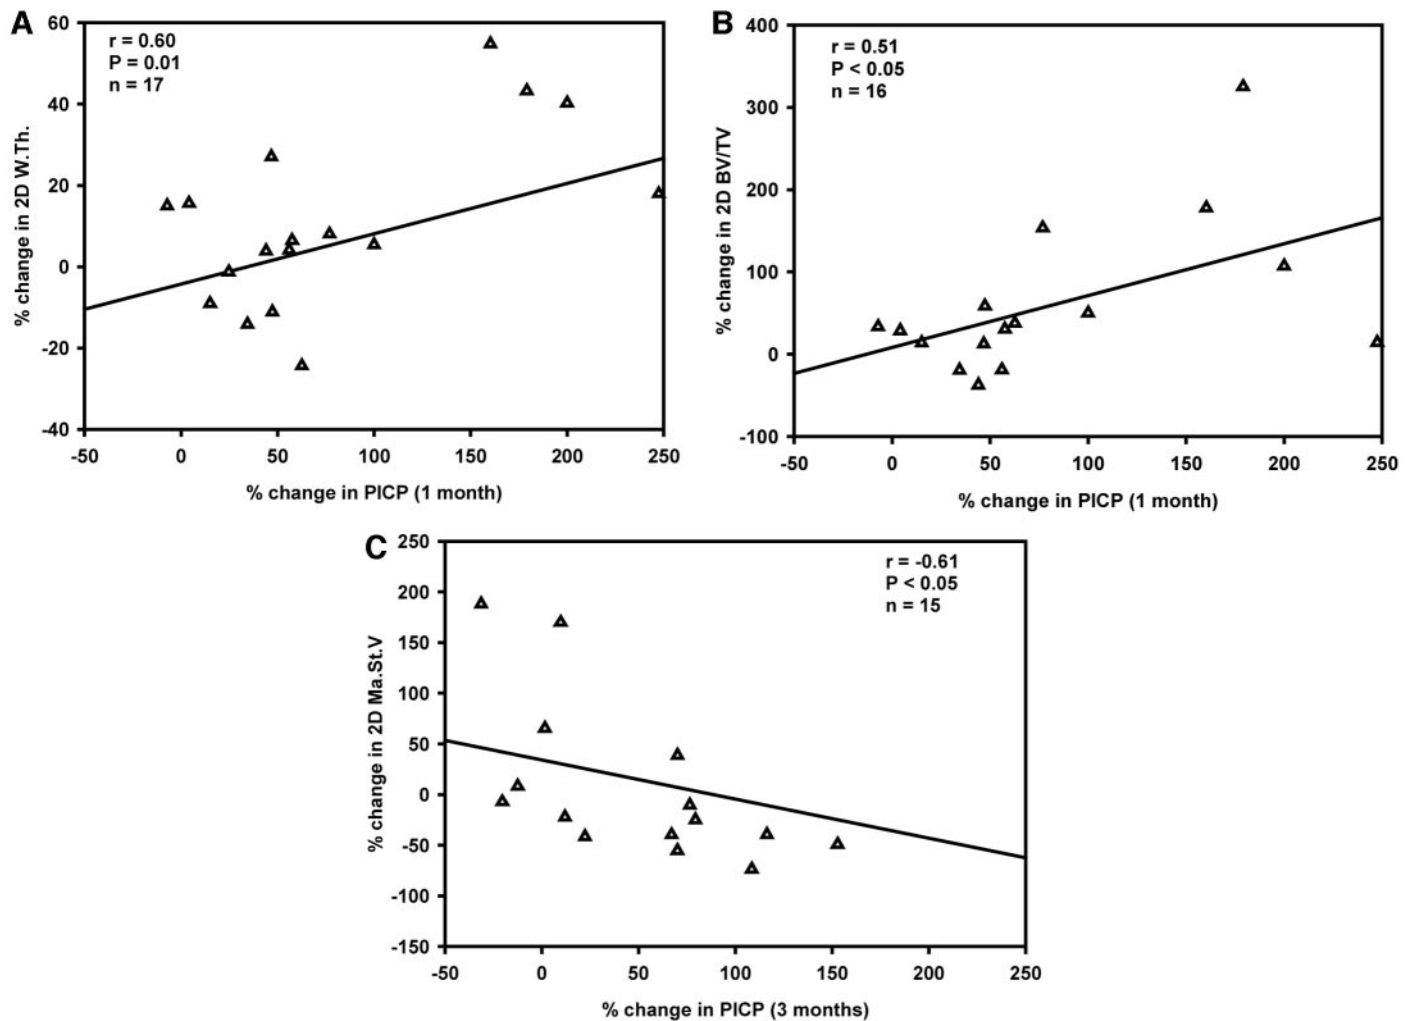 A
60
40
20
0
-20
-40
% change in 2D W.Th.
r = 0.60
P = 0.01
n = 17
-50 0 50 100 150 200 250
% change in PICP (1 month)
B
400
300
200
100
0
-100
% change in 2D BV/TV
r = 0.51
P < 0.05
n = 16
-50 0 50 100 150 200 250
% change in PICP (1 month)
C
250
200
150
100
50
0
-50
-100
-150
% change in 2D Ma.St.V
r = -0.61
P < 0.05
n = 15
-50 0 50 100 150 200 250
% change in PICP (3 months)